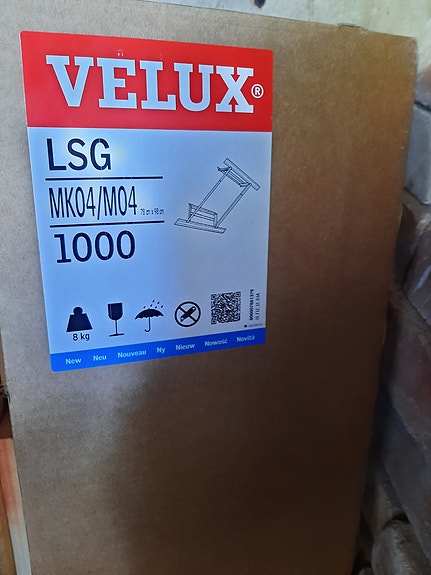 VELUX®
LSG
MK04/M04 78 cm x 98 cm
1000
8 kg
New Neu Nouveau Ny Nieuw Nowość Novità